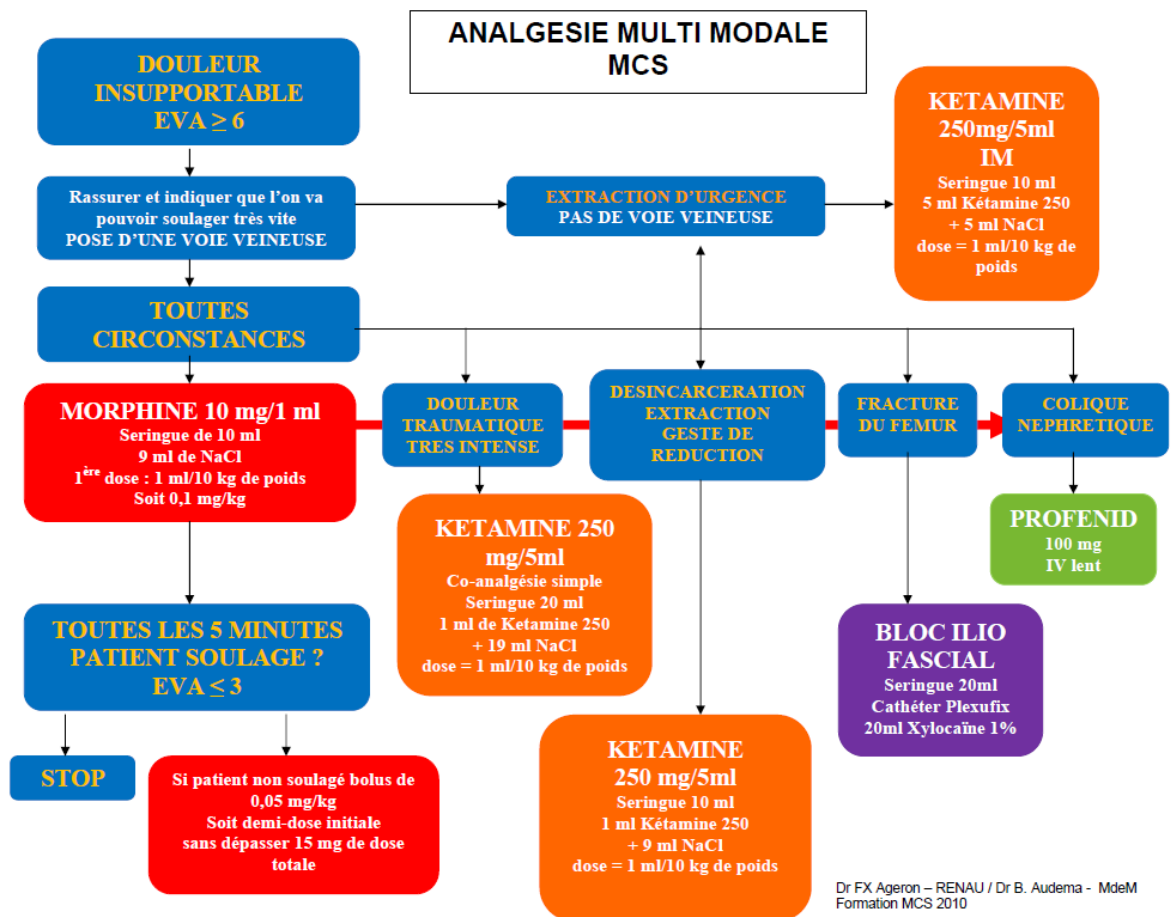 ANALGESIE MULTI MODALE
MCS
DOULEUR
INSUPPORTABLE
EVA ≥ 6
Rassurer et indiquer que l’on va
pouvoir soulager très vite
POSE D’UNE VOIE VEINEUSE
EXTRACTION D’URGENCE
PAS DE VOIE VEINEUSE
KETAMINE
250mg/5ml
IM
Seringue 10 ml
5 ml Kétamine 250
+ 5 ml NaCl
dose = 1 ml/10 kg de
poids
TOUTES
CIRCONSTANCES
MORPHINE 10 mg/1 ml
Seringue de 10 ml
9 ml de NaCl
1ère dose : 1 ml/10 kg de poids
Soit 0,1 mg/kg
DOULEUR
TRAUMATIQUE
TRES INTENSE
DESINCARCERATION
EXTRACTION
GESTE DE
REDUCTION
FRACTURE
DU FEMUR
COLIQUE
NEPHRETIQUE
KETAMINE 250
mg/5ml
Co-analgésie simple
Seringue 20 ml
1 ml de Ketamine 250
+ 19 ml NaCl
dose = 1 ml/10 kg de poids
PROFENID
100 mg
IV lent
TOUTES LES 5 MINUTES
PATIENT SOULAGE ?
EVA ≤ 3
BLOC ILIO
FASCIAL
Seringue 20ml
Cathéter Plexufix
20ml Xylocaïne 1%
STOP
Si patient non soulagé bolus de
0,05 mg/kg
Soit demi-dose initiale
sans dépasser 15 mg de dose
totale
KETAMINE
250 mg/5ml
Seringue 10 ml
1 ml Kétamine 250
+ 9 ml NaCl
dose = 1 ml/10 kg de poids
Dr FX Ageron – RENAU / Dr B. Audema - MdeM
Formation MCS 2010